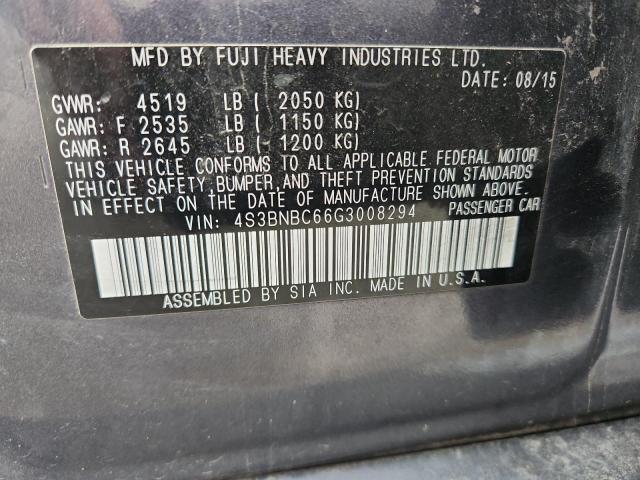 MFD BY FUJI HEAVY INDUSTRIES LTD.
DATE: 08/15
GVWR: 4519 LB ( 2050 KG)
GAWR: F 2535 LB ( 1150 KG)
GAWR: R 2645 LB ( 1200 KG)
THIS VEHICLE CONFORMS TO ALL APPLICABLE FEDERAL MOTOR
VEHICLE SAFETY, BUMPER, AND THEFT PREVENTION STANDARDS
IN EFFECT ON THE DATE OF MANUFACTURE SHOWN ABOVE.
VIN: 4S3BNBC66G3008294 PASSENGER CAR
ASSEMBLED BY SIA INC. MADE IN U.S.A.